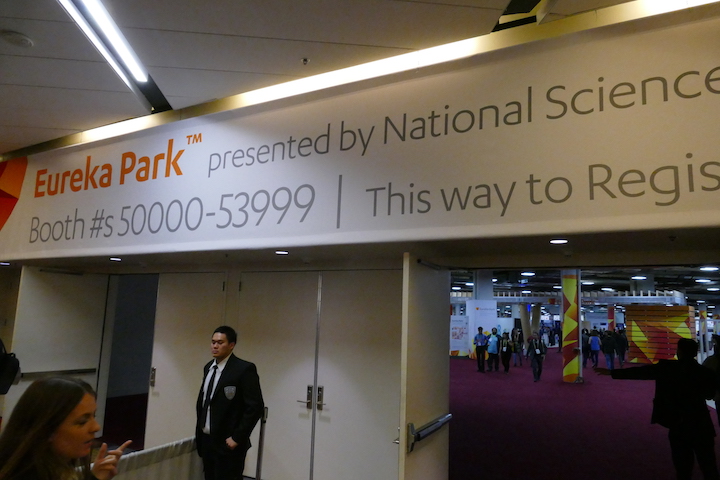 Eureka Park™ presented by National Science
Booth #s 50000-53999 | This way to Regis